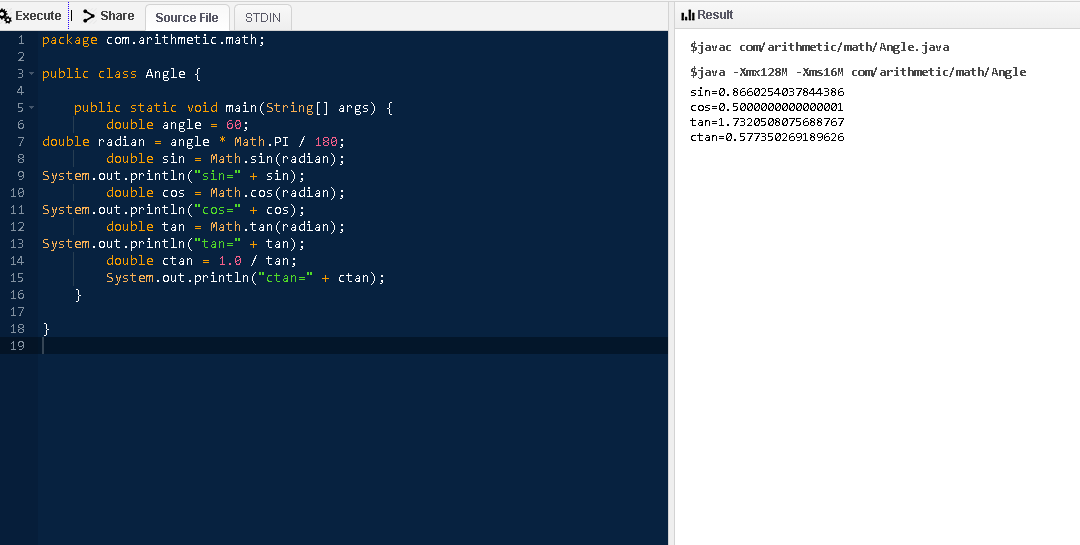 Execute | Share Source File STDIN
1 package com.arithmetic.math;
2
3 public class Angle {
4
5     public static void main(String[] args) {
6         double angle = 60;
7 double radian = angle * Math.PI / 180;
8         double sin = Math.sin(radian);
9 System.out.println("sin=" + sin);
10         double cos = Math.cos(radian);
11 System.out.println("cos=" + cos);
12         double tan = Math.tan(radian);
13 System.out.println("tan=" + tan);
14         double ctan = 1.0 / tan;
15         System.out.println("ctan=" + ctan);
16     }
17
18 }
19
Result
$javac com/arithmetic/math/Angle.java
$java -Xmx128M -Xms16M com/arithmetic/math/Angle
sin=0.8660254037844386
cos=0.5000000000000001
tan=1.7320508075688767
ctan=0.577350269189626